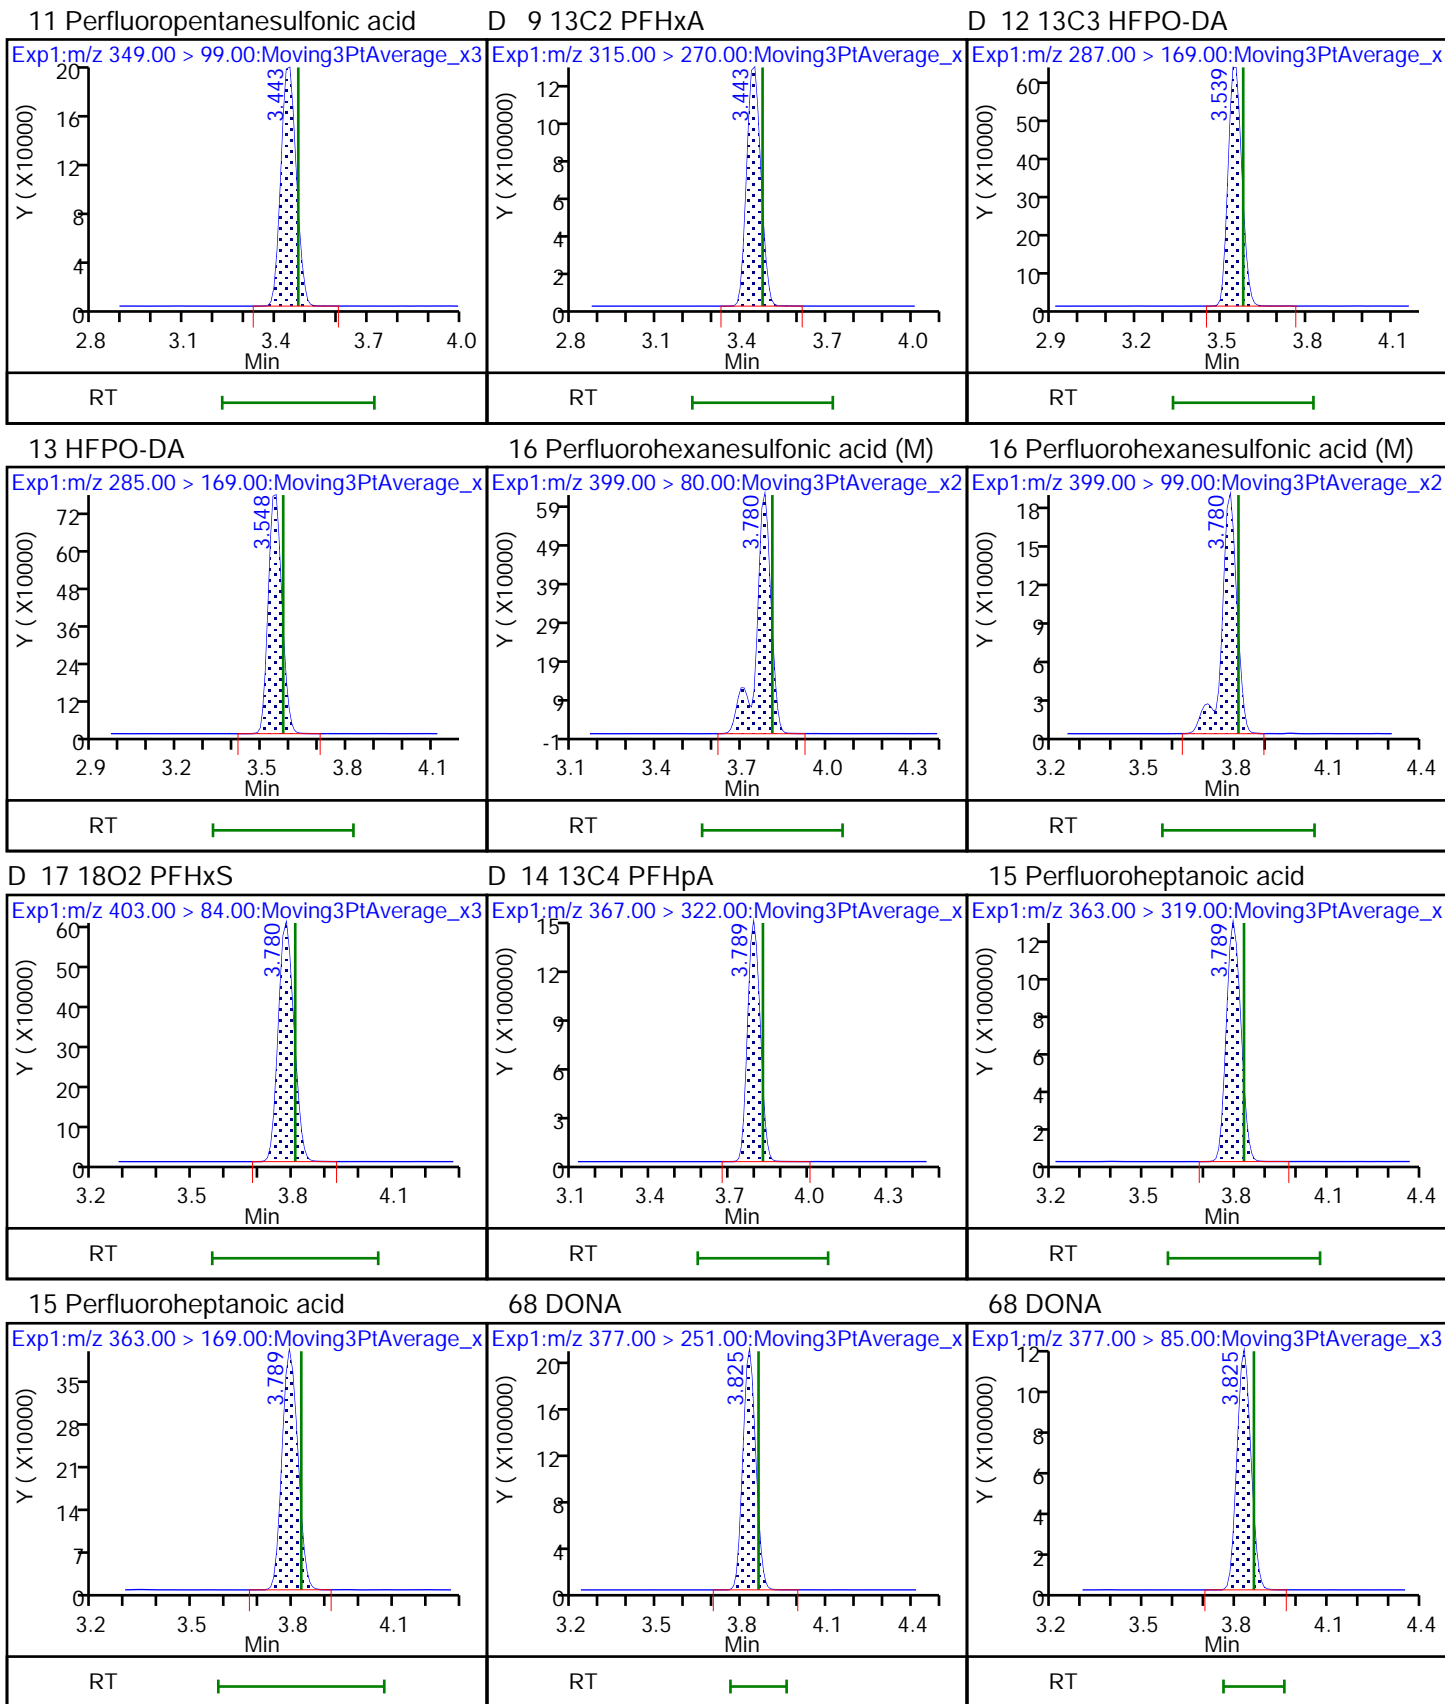 11 Perfluoropentanesulfonic acid
Exp1:m/z 349.00 > 99.00:Moving3PtAverage_x3
Y ( X10000)
20
16
12
8
4
0
3.443
2.8 3.1 3.4 3.7 4.0
Min
RT
D 9 13C2 PFHxA
Exp1:m/z 315.00 > 270.00:Moving3PtAverage_x
Y ( X100000)
12
10
8
6
4
2
0
3.443
2.8 3.1 3.4 3.7 4.0
Min
RT
D 12 13C3 HFPO-DA
Exp1:m/z 287.00 > 169.00:Moving3PtAverage_x
Y ( X10000)
60
50
40
30
20
10
0
3.539
2.9 3.2 3.5 3.8 4.1
Min
RT
13 HFPO-DA
Exp1:m/z 285.00 > 169.00:Moving3PtAverage_x
Y ( X10000)
72
60
48
36
24
12
0
3.548
2.9 3.2 3.5 3.8 4.1
Min
RT
16 Perfluorohexanesulfonic acid (M)
Exp1:m/z 399.00 > 80.00:Moving3PtAverage_x2
Y ( X10000)
59
49
39
29
19
9
-1
3.780
3.1 3.4 3.7 4.0 4.3
Min
RT
16 Perfluorohexanesulfonic acid (M)
Exp1:m/z 399.00 > 99.00:Moving3PtAverage_x2
Y ( X10000)
18
15
12
9
6
3
0
3.780
3.2 3.5 3.8 4.1 4.4
Min
RT
D 17 18O2 PFHxS
Exp1:m/z 403.00 > 84.00:Moving3PtAverage_x3
Y ( X10000)
60
50
40
30
20
10
0
3.780
3.2 3.5 3.8 4.1
Min
RT
D 14 13C4 PFHpA
Exp1:m/z 367.00 > 322.00:Moving3PtAverage_x
Y ( X100000)
15
12
9
6
3
0
3.789
3.1 3.4 3.7 4.0 4.3
Min
RT
15 Perfluoroheptanoic acid
Exp1:m/z 363.00 > 319.00:Moving3PtAverage_x
Y ( X100000)
12
10
8
6
4
2
0
3.789
3.2 3.5 3.8 4.1 4.4
Min
RT
15 Perfluoroheptanoic acid
Exp1:m/z 363.00 > 169.00:Moving3PtAverage_x
Y ( X10000)
35
28
21
14
7
0
3.789
3.2 3.5 3.8 4.1
Min
RT
68 DONA
Exp1:m/z 377.00 > 251.00:Moving3PtAverage_x
Y ( X100000)
20
16
12
8
4
0
3.825
3.2 3.5 3.8 4.1 4.4
Min
RT
68 DONA
Exp1:m/z 377.00 > 85.00:Moving3PtAverage_x3
Y ( X100000)
12
10
8
6
4
2
0
3.825
3.2 3.5 3.8 4.1 4.4
Min
RT